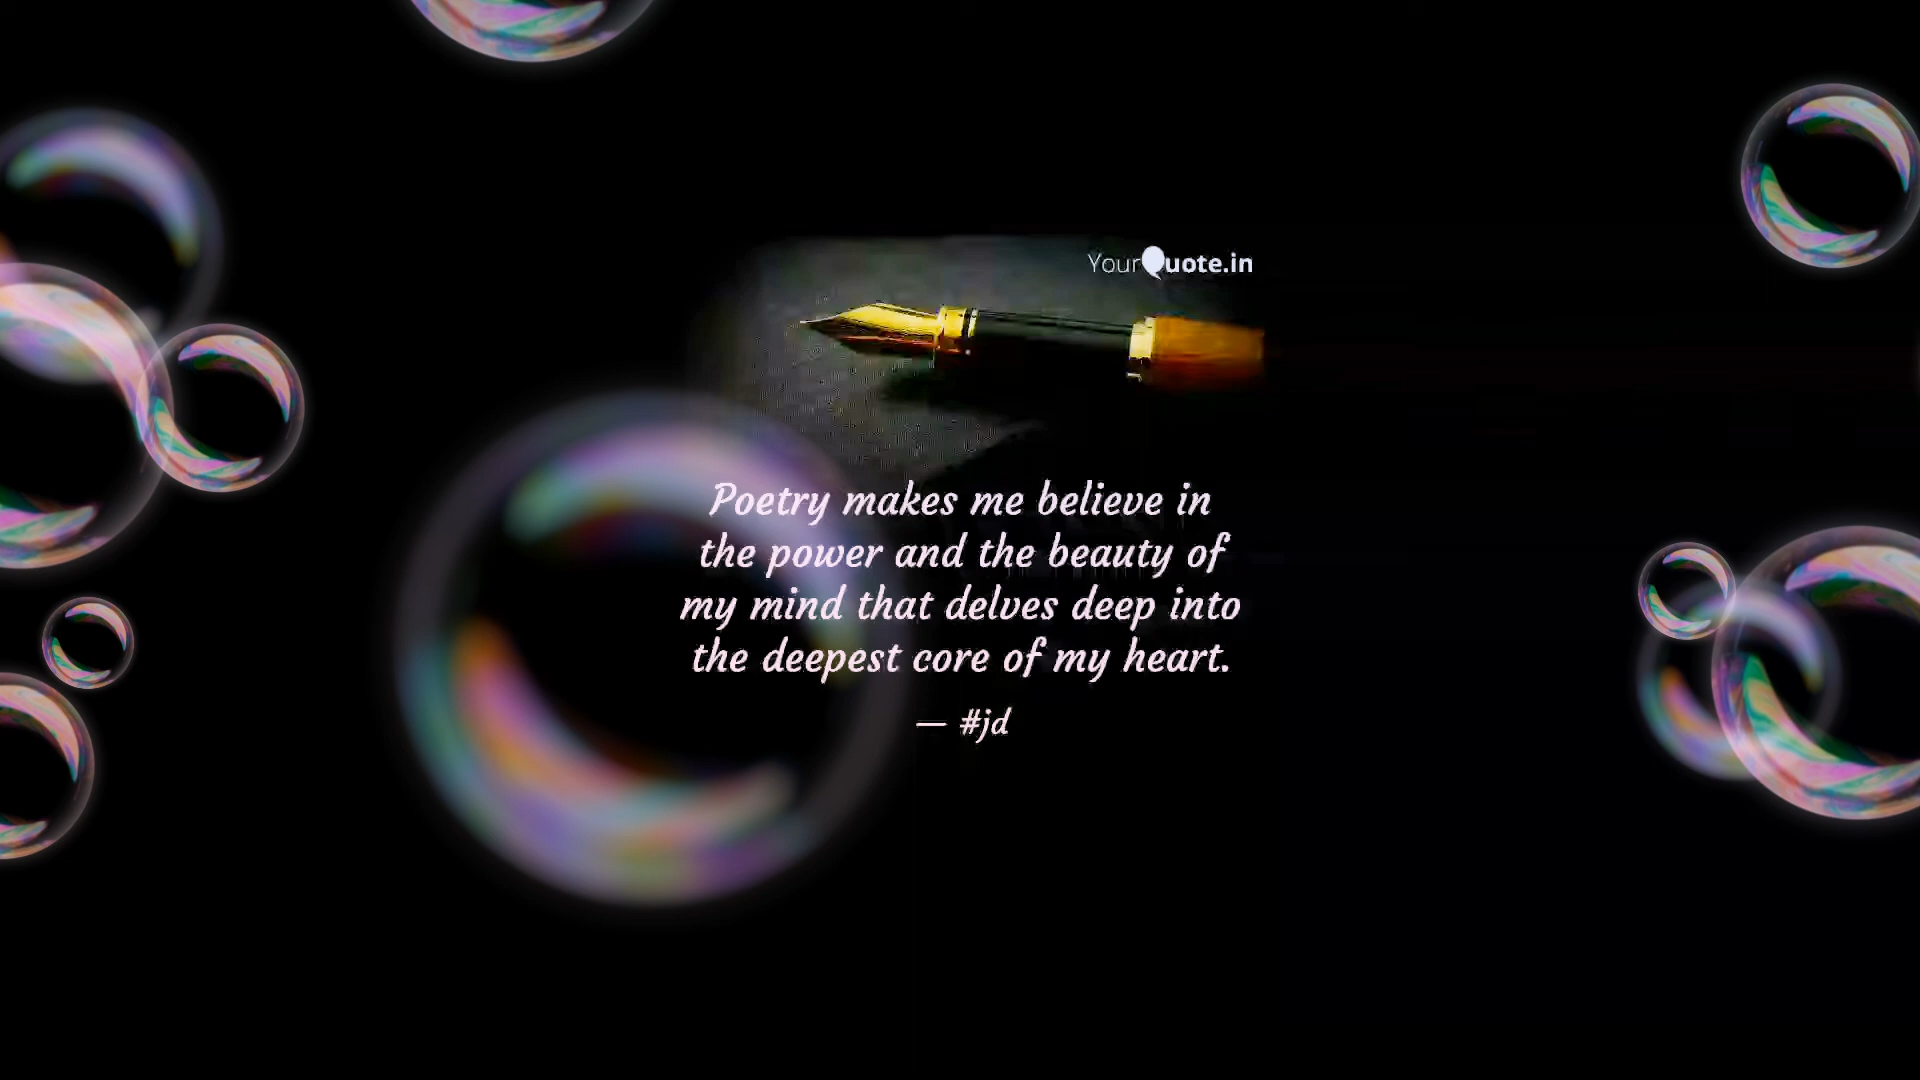 YourQuote.in
Poetry makes me believe in
the power and the beauty of
my mind that delves deep into
the deepest core of my heart.
— #jd